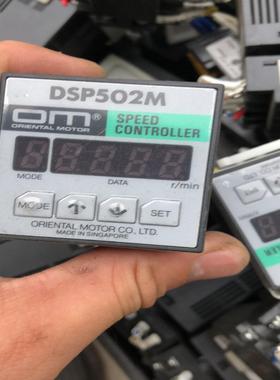 DSP502M
OM®
ORIENTAL MOTOR
SPEED
CONTROLLER
MODE
DATA
r/min
MODE
SET
ORIENTAL MOTOR CO., LTD.
MADE IN SINGAPORE